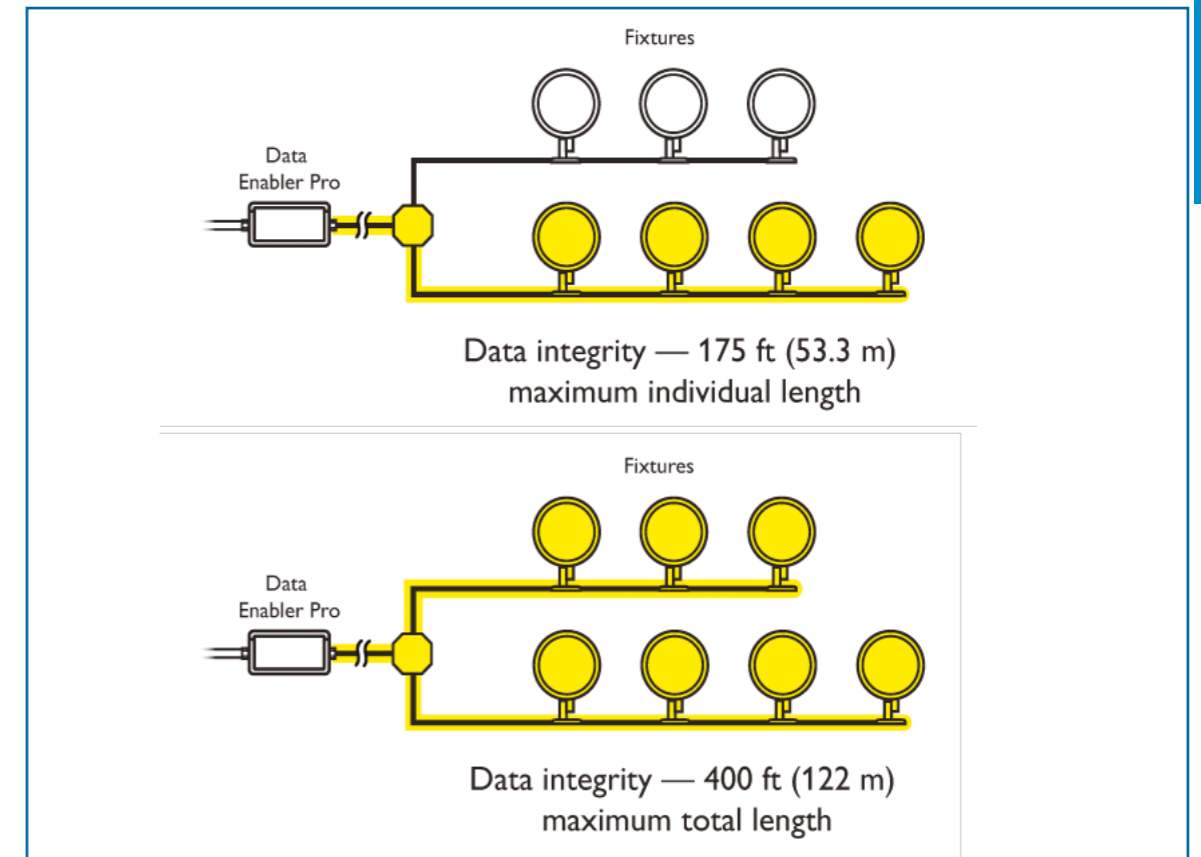 Fixtures
Data
Enabler Pro
Data integrity — 175 ft (53.3 m)
maximum individual length
Fixtures
Data
Enabler Pro
Data integrity — 400 ft (122 m)
maximum total length